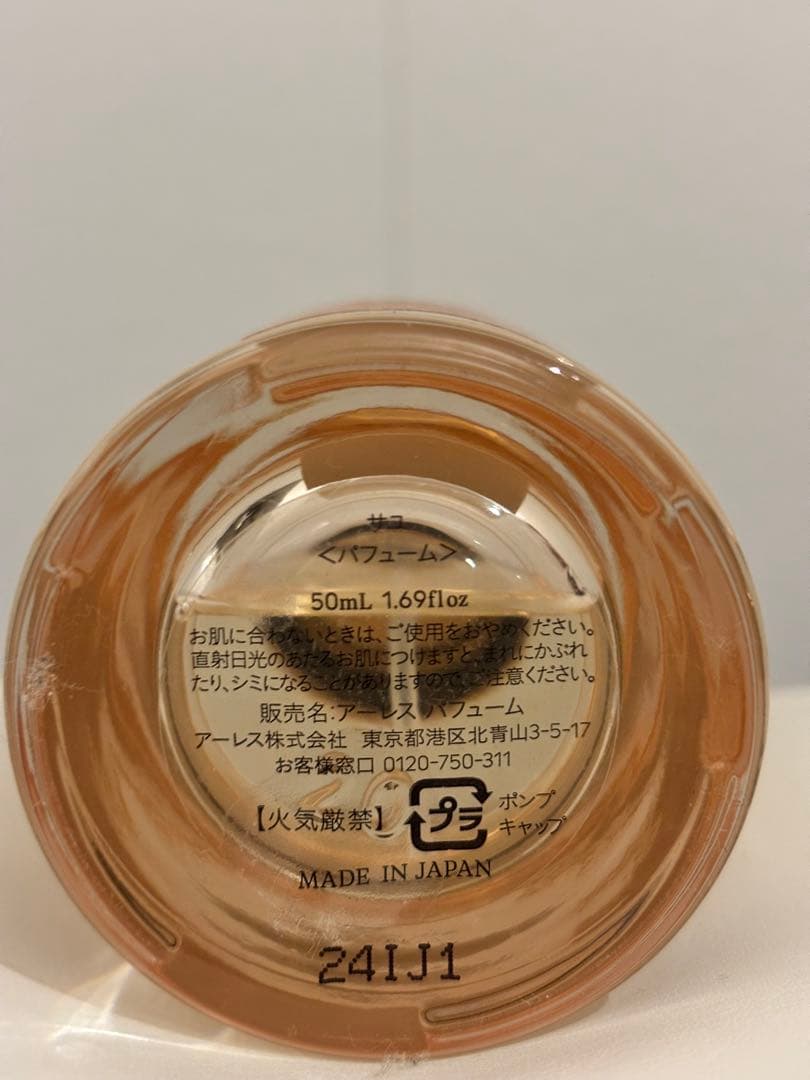 サコ
<パフューム>
50mL 1.69floz
お肌に合わないときは、ご使用をおやめください。
直射日光のあたるお肌につけますと、まれにかぶれ
たり、シミになることがありますので、ご注意ください。
販売名:アーレス パフューム
アーレス株式会社 東京都港区北青山3-5-17
お客様窓口 0120-750-311
【火気厳禁】 プラ ポンプ
キャップ
MADE IN JAPAN
24IJ1